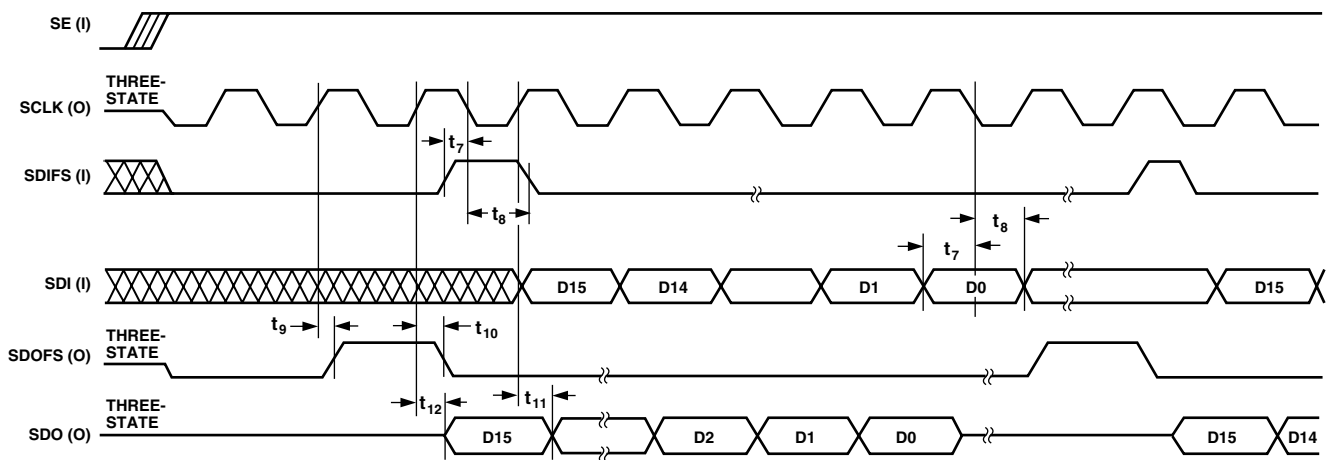 SE (I)
THREE-
STATE
SCLK (O)
t7
SDIFS (I)
t8
t8
t7
SDI (I)
D15
D14
D1
D0
D15
t9
t10
THREE-
STATE
SDOFS (O)
t12
t11
THREE-
STATE
SDO (O)
D15
D2
D1
D0
D15
D14